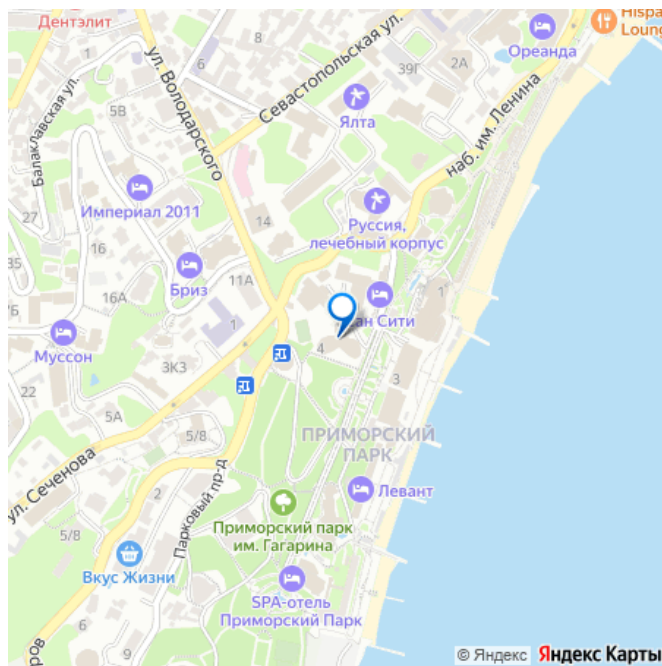 Дентэлит
Hispa
Loung
6
8
Севастопольская ул.
39Г
2А
Ореанда
Балаклавская ул.
5В
ул. Володарского
Ялта
наб. им. Ленина
Империал 2011
27
16
14
Руссия,
лечебный корпус
35
Бриз
11А
7Б
16А
1
1
Муссон
4
ан Сити
3К3
3
22
5А
5/8
ПРИМОРСКИЙ
ПАРК
ул. Сеченова
2
Парковый пр-д
Левант
5/8
Приморский парк
им. Гагарина
Вкус Жизни
SPA-отель
Приморский Парк
6
9
ров
© Яндекс Яндекс Карты